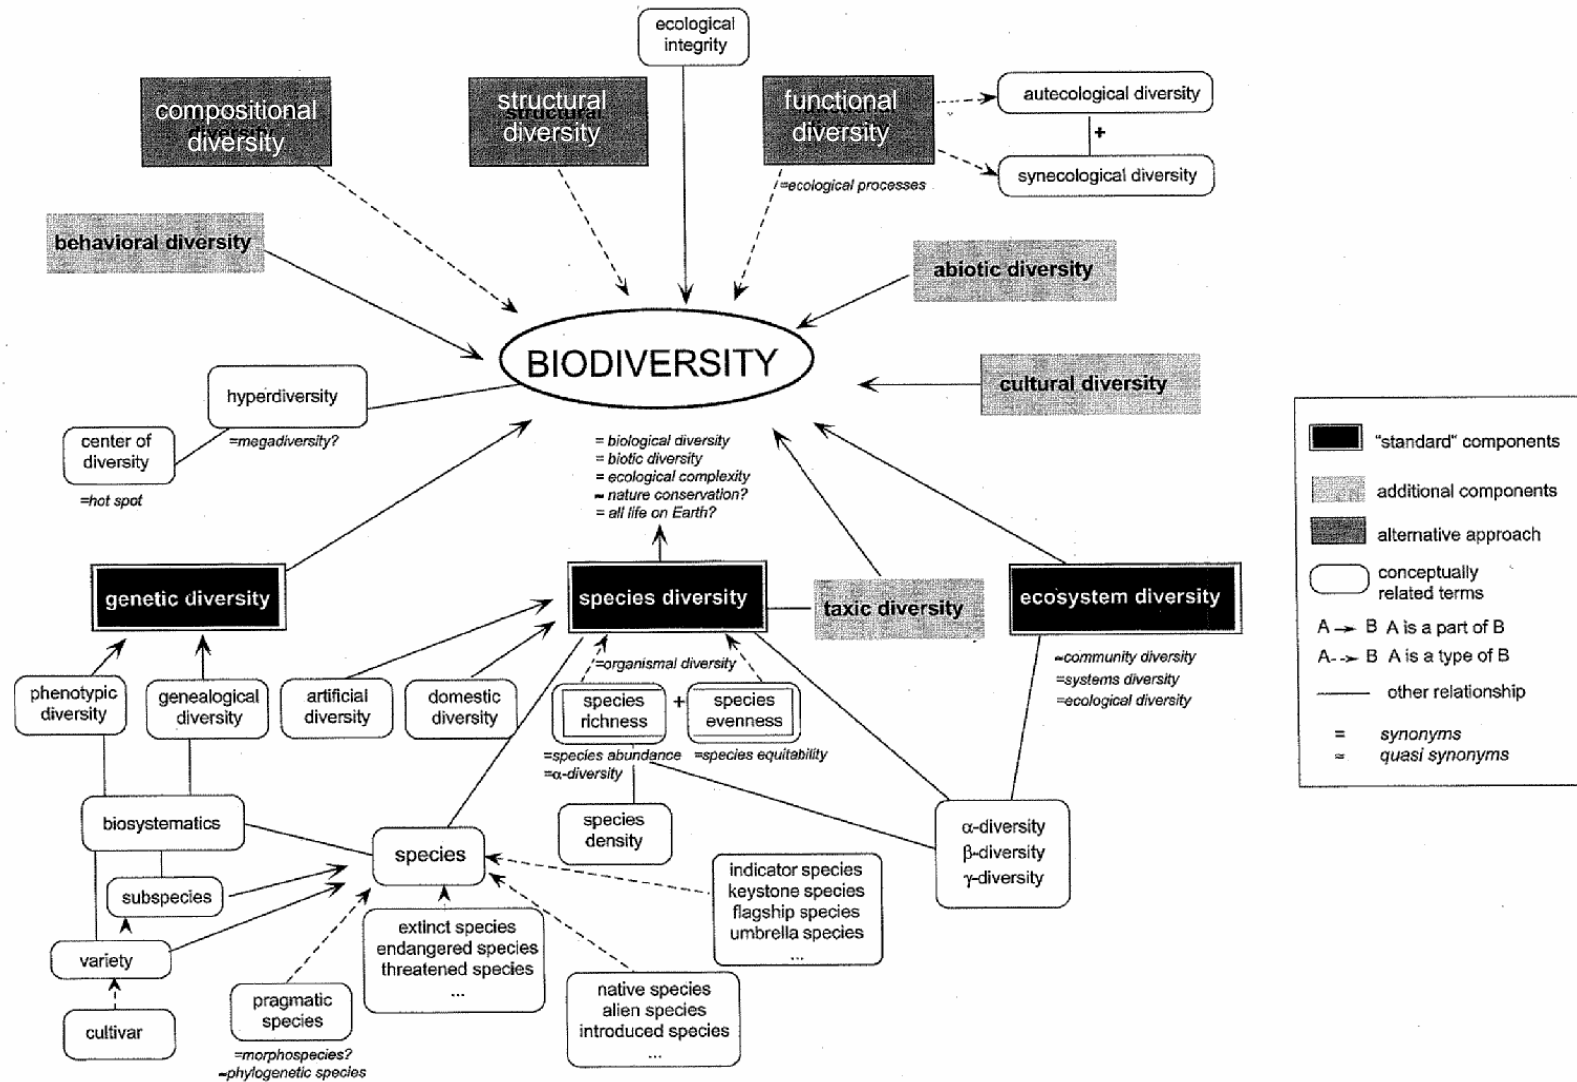 ecological
integrity
compositional
diversity
structural
diversity
functional
diversity
=ecological processes
autecological diversity
+
synecological diversity
behavioral diversity
abiotic diversity
BIODIVERSITY
cultural diversity
hyperdiversity
=megadiversity?
center of
diversity
=hot spot
= biological diversity
= biotic diversity
= ecological complexity
≈ nature conservation?
= all life on Earth?
genetic diversity
species diversity
taxic diversity
ecosystem diversity
=organismal diversity
≈community diversity
=systems diversity
=ecological diversity
phenotypic
diversity
genealogical
diversity
artificial
diversity
domestic
diversity
species
richness
+
species
evenness
=species abundance
=α-diversity
=species equitability
biosystematics
species
species
density
α-diversity
β-diversity
γ-diversity
subspecies
variety
cultivar
pragmatic
species
=morphospecies?
≈phylogenetic species
extinct species
endangered species
threatened species
...
native species
alien species
introduced species
...
indicator species
keystone species
flagship species
umbrella species
...
"standard" components
additional components
alternative approach
conceptually
related terms
A → B A is a part of B
A --> B A is a type of B
other relationship
= synonyms
≈ quasi synonyms